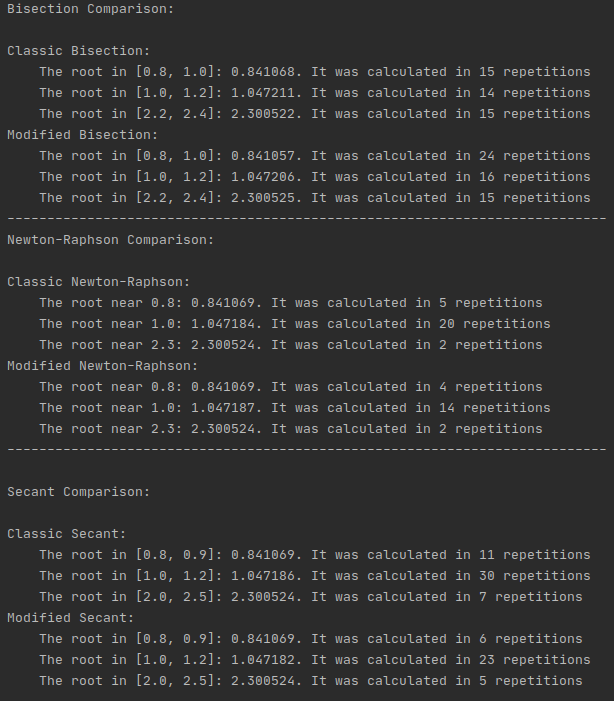 Bisection Comparison:
Classic Bisection:
The root in [0.8, 1.0]: 0.841068. It was calculated in 15 repetitions
The root in [1.0, 1.2]: 1.047211. It was calculated in 14 repetitions
The root in [2.2, 2.4]: 2.300522. It was calculated in 15 repetitions
Modified Bisection:
The root in [0.8, 1.0]: 0.841057. It was calculated in 24 repetitions
The root in [1.0, 1.2]: 1.047206. It was calculated in 16 repetitions
The root in [2.2, 2.4]: 2.300525. It was calculated in 15 repetitions
---------------------------------------------------------------------------
Newton-Raphson Comparison:
Classic Newton-Raphson:
The root near 0.8: 0.841069. It was calculated in 5 repetitions
The root near 1.0: 1.047184. It was calculated in 20 repetitions
The root near 2.3: 2.300524. It was calculated in 2 repetitions
Modified Newton-Raphson:
The root near 0.8: 0.841069. It was calculated in 4 repetitions
The root near 1.0: 1.047187. It was calculated in 14 repetitions
The root near 2.3: 2.300524. It was calculated in 2 repetitions
---------------------------------------------------------------------------
Secant Comparison:
Classic Secant:
The root in [0.8, 0.9]: 0.841069. It was calculated in 11 repetitions
The root in [1.0, 1.2]: 1.047186. It was calculated in 30 repetitions
The root in [2.0, 2.5]: 2.300524. It was calculated in 7 repetitions
Modified Secant:
The root in [0.8, 0.9]: 0.841069. It was calculated in 6 repetitions
The root in [1.0, 1.2]: 1.047182. It was calculated in 23 repetitions
The root in [2.0, 2.5]: 2.300524. It was calculated in 5 repetitions